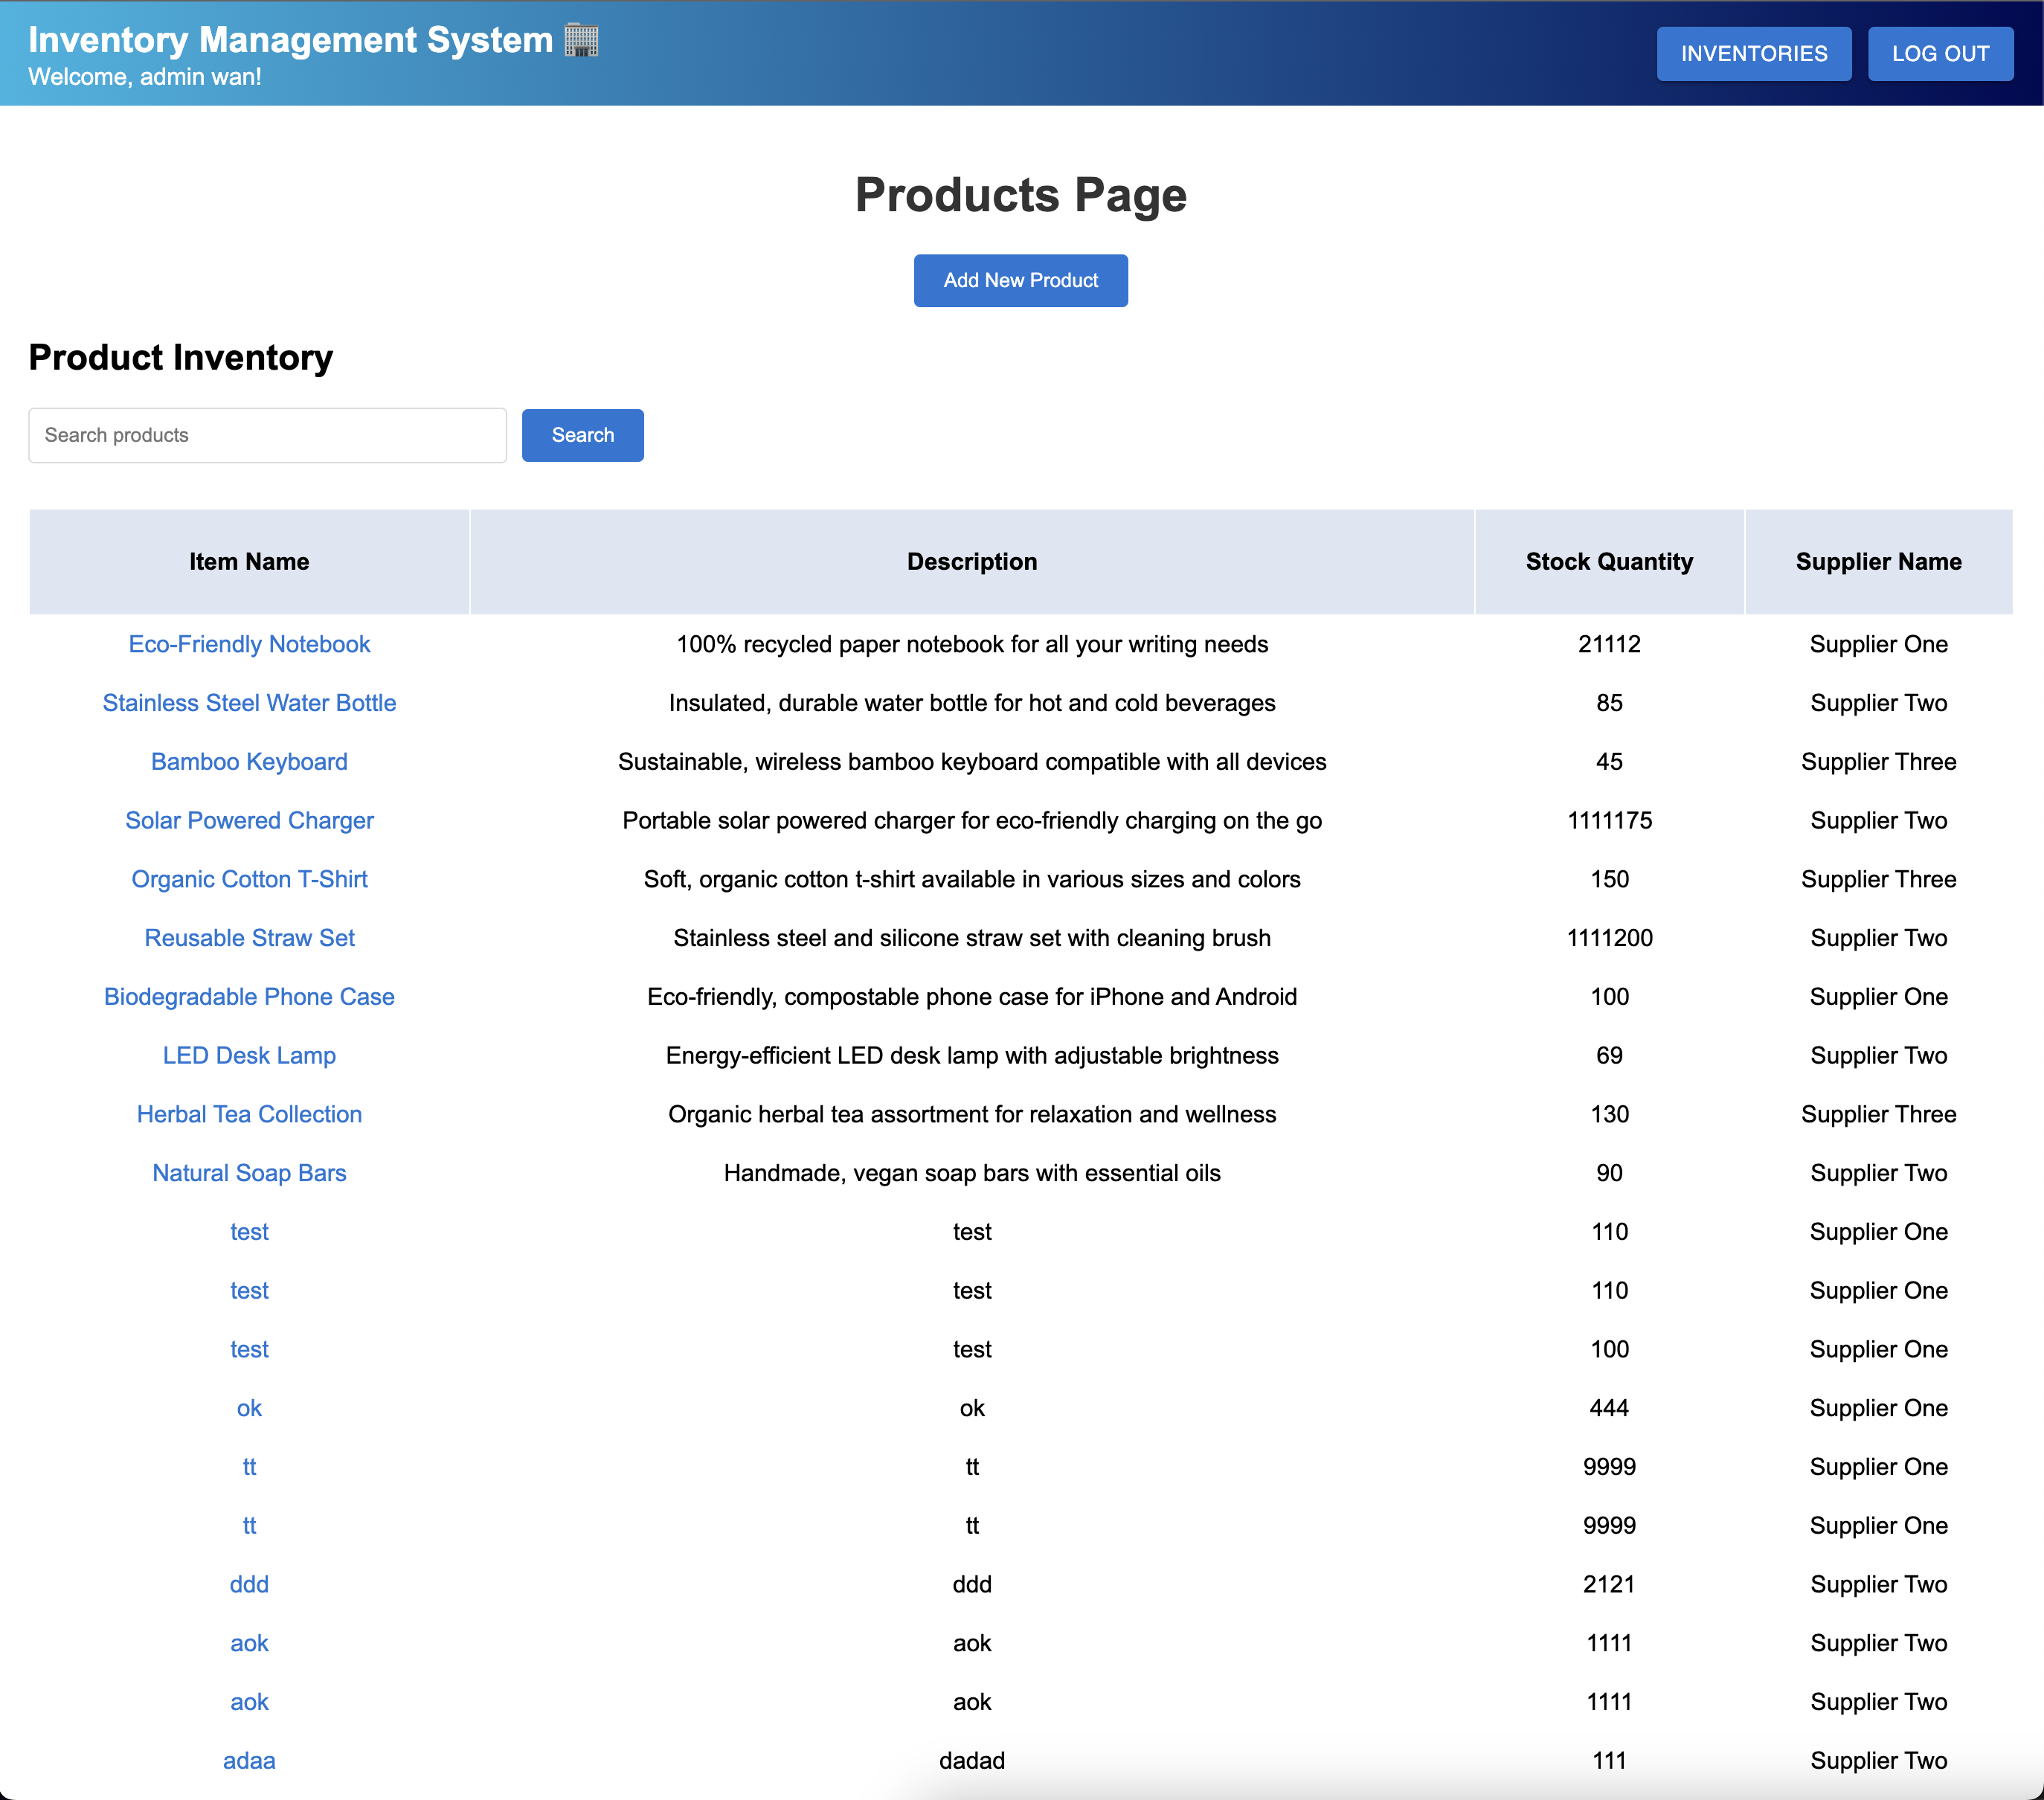 Inventory Management System 🏢
Welcome, admin wan!
INVENTORIES LOG OUT
Products Page
Add New Product
Product Inventory
Search products Search
Item Name Description Stock Quantity Supplier Name
Eco-Friendly Notebook 100% recycled paper notebook for all your writing needs 21112 Supplier One
Stainless Steel Water Bottle Insulated, durable water bottle for hot and cold beverages 85 Supplier Two
Bamboo Keyboard Sustainable, wireless bamboo keyboard compatible with all devices 45 Supplier Three
Solar Powered Charger Portable solar powered charger for eco-friendly charging on the go 1111175 Supplier Two
Organic Cotton T-Shirt Soft, organic cotton t-shirt available in various sizes and colors 150 Supplier Three
Reusable Straw Set Stainless steel and silicone straw set with cleaning brush 1111200 Supplier Two
Biodegradable Phone Case Eco-friendly, compostable phone case for iPhone and Android 100 Supplier One
LED Desk Lamp Energy-efficient LED desk lamp with adjustable brightness 69 Supplier Two
Herbal Tea Collection Organic herbal tea assortment for relaxation and wellness 130 Supplier Three
Natural Soap Bars Handmade, vegan soap bars with essential oils 90 Supplier Two
test test 110 Supplier One
test test 110 Supplier One
test test 100 Supplier One
ok ok 444 Supplier One
tt tt 9999 Supplier One
tt tt 9999 Supplier One
ddd ddd 2121 Supplier Two
aok aok 1111 Supplier Two
aok aok 1111 Supplier Two
adaa dadad 111 Supplier Two